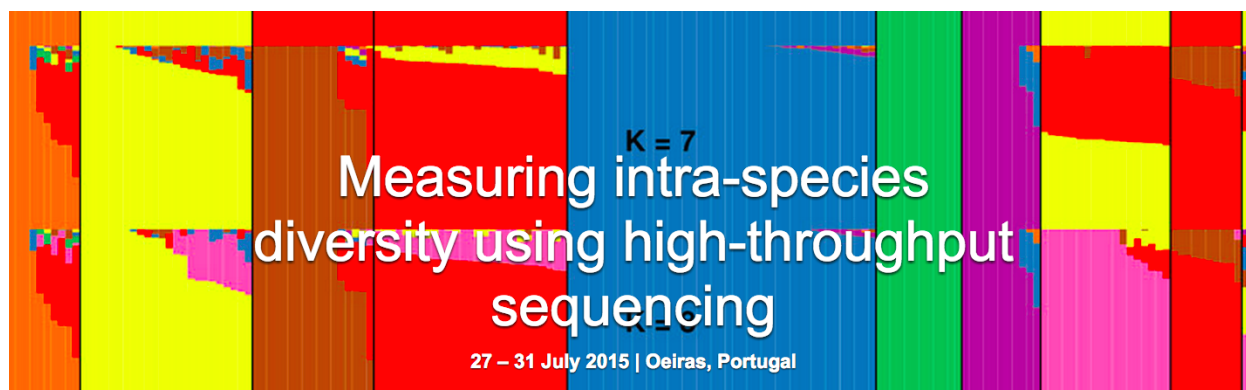 K = 7
Measuring intra-species
diversity using high-throughput
sequencing
27 – 31 July 2015 | Oeiras, Portugal